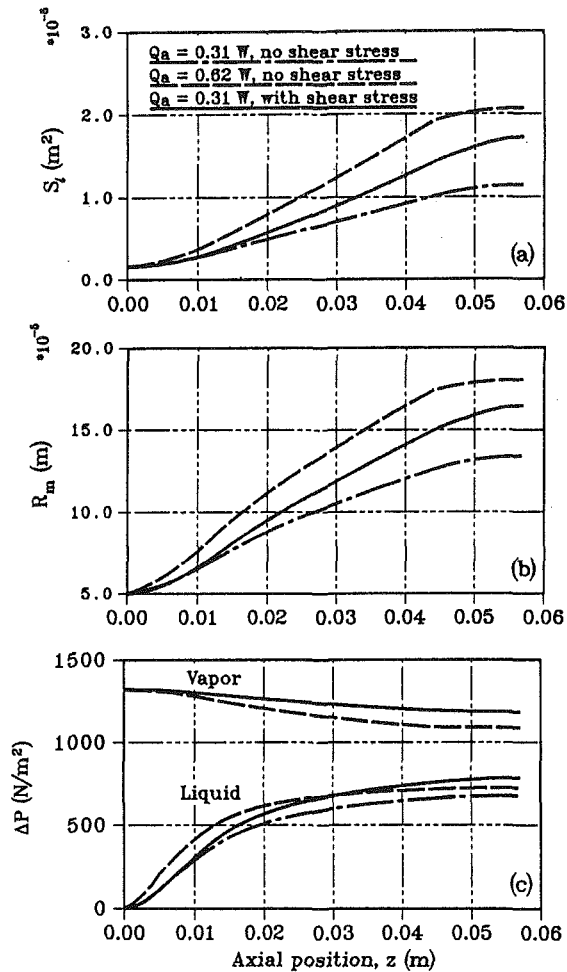 *10⁻⁵
3.0
Qa = 0.31 W, no shear stress
Qa = 0.62 W, no shear stress
Qa = 0.31 W, with shear stress
2.0
S_l (m²)
1.0
(a)
0.0
0.00 0.01 0.02 0.03 0.04 0.05 0.06
*10⁻⁵
20.0
15.0
R_m (m)
10.0
(b)
5.0
0.00 0.01 0.02 0.03 0.04 0.05 0.06
1500
Vapor
1000
ΔP (N/m²)
Liquid
500
(c)
0
0.00 0.01 0.02 0.03 0.04 0.05 0.06
Axial position, z (m)